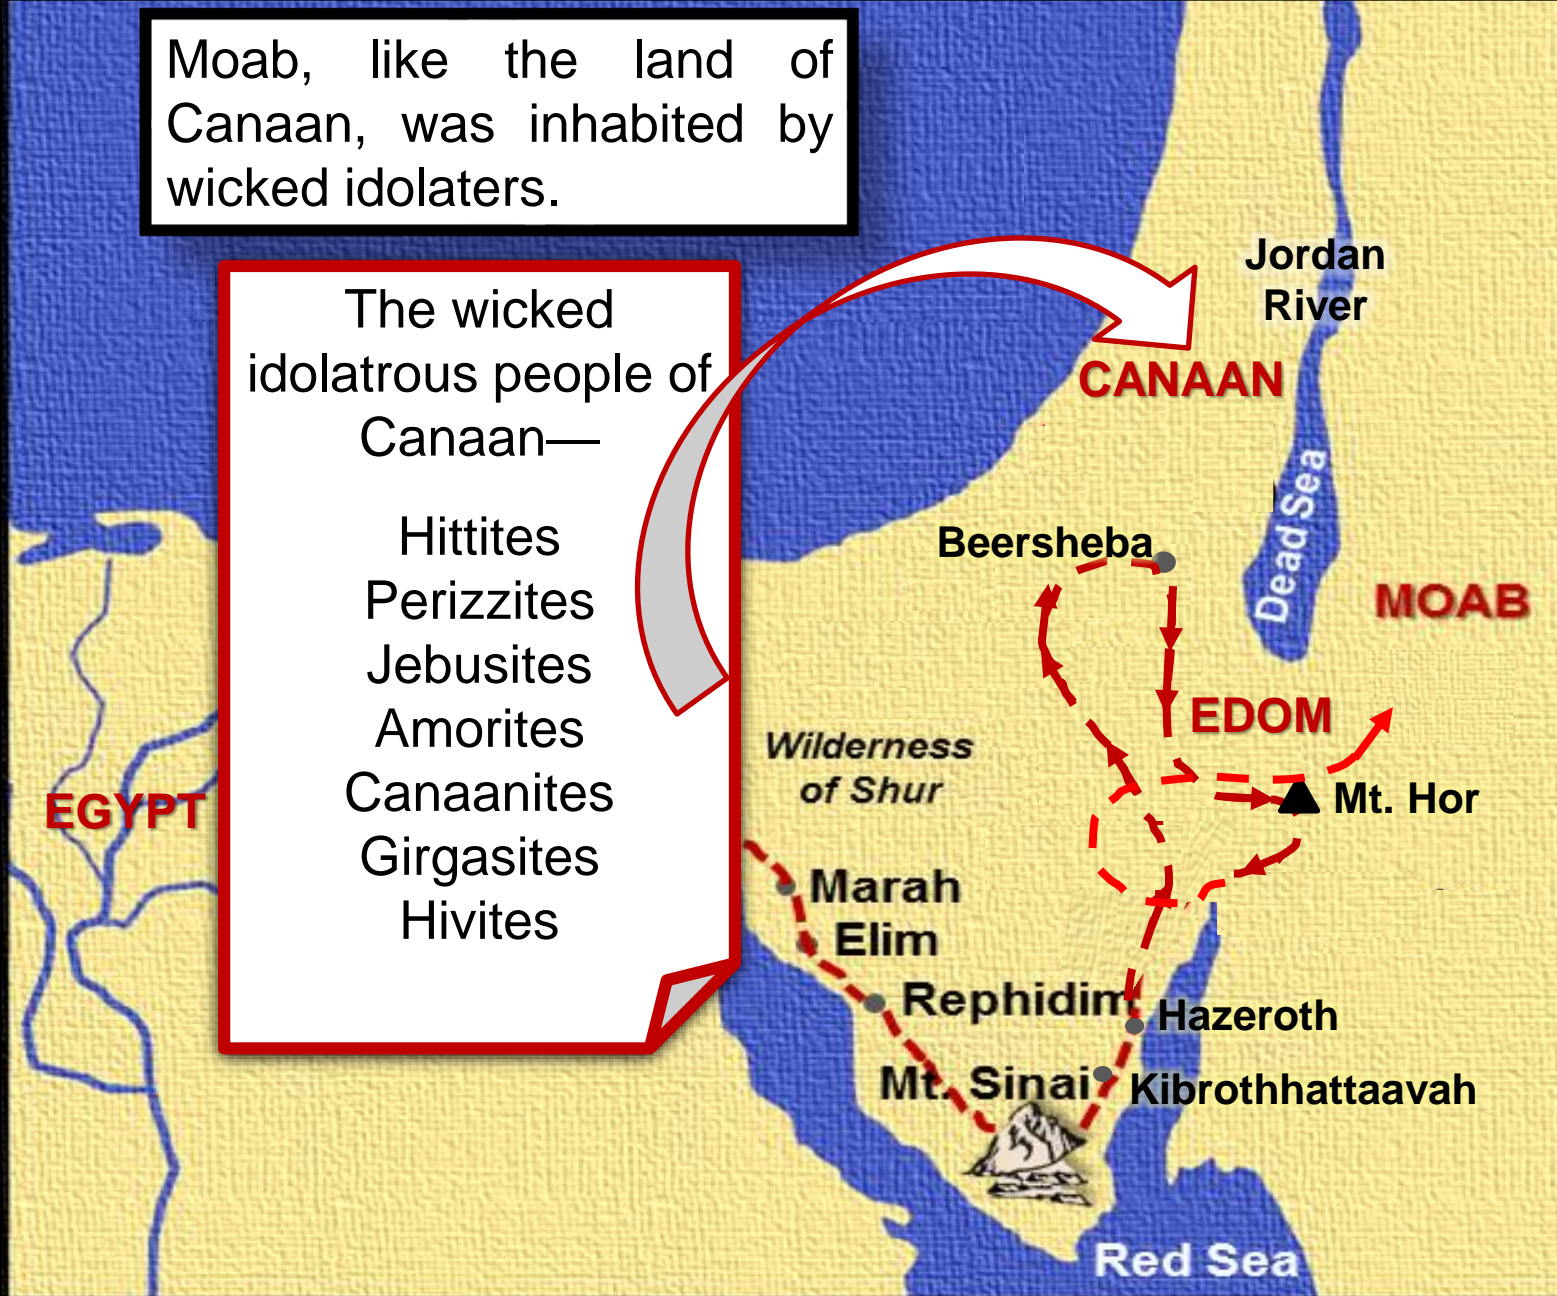 Moab, like the land of
Canaan, was inhabited by
wicked idolaters.
The wicked
idolatrous people of
Canaan—
Hittites
Perizzites
Jebusites
Amorites
Canaanites
Girgasites
Hivites
Jordan
River
CANAAN
Dead Sea
Beersheba
MOAB
EDOM
Wilderness
of Shur
EGYPT
Mt. Hor
Marah
Elim
Rephidim
Hazeroth
Mt. Sinai
Kibrothhattaavah
Red Sea